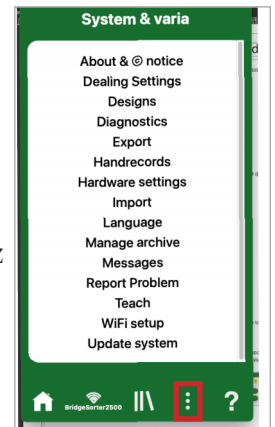 System & varia
About & © notice
Dealing Settings
Designs
Diagnostics
Export
Handrecords
Hardware settings
Import
Language
Manage archive
Messages
Report Problem
Teach
WiFi setup
Update system
BridgeSorter2500
?